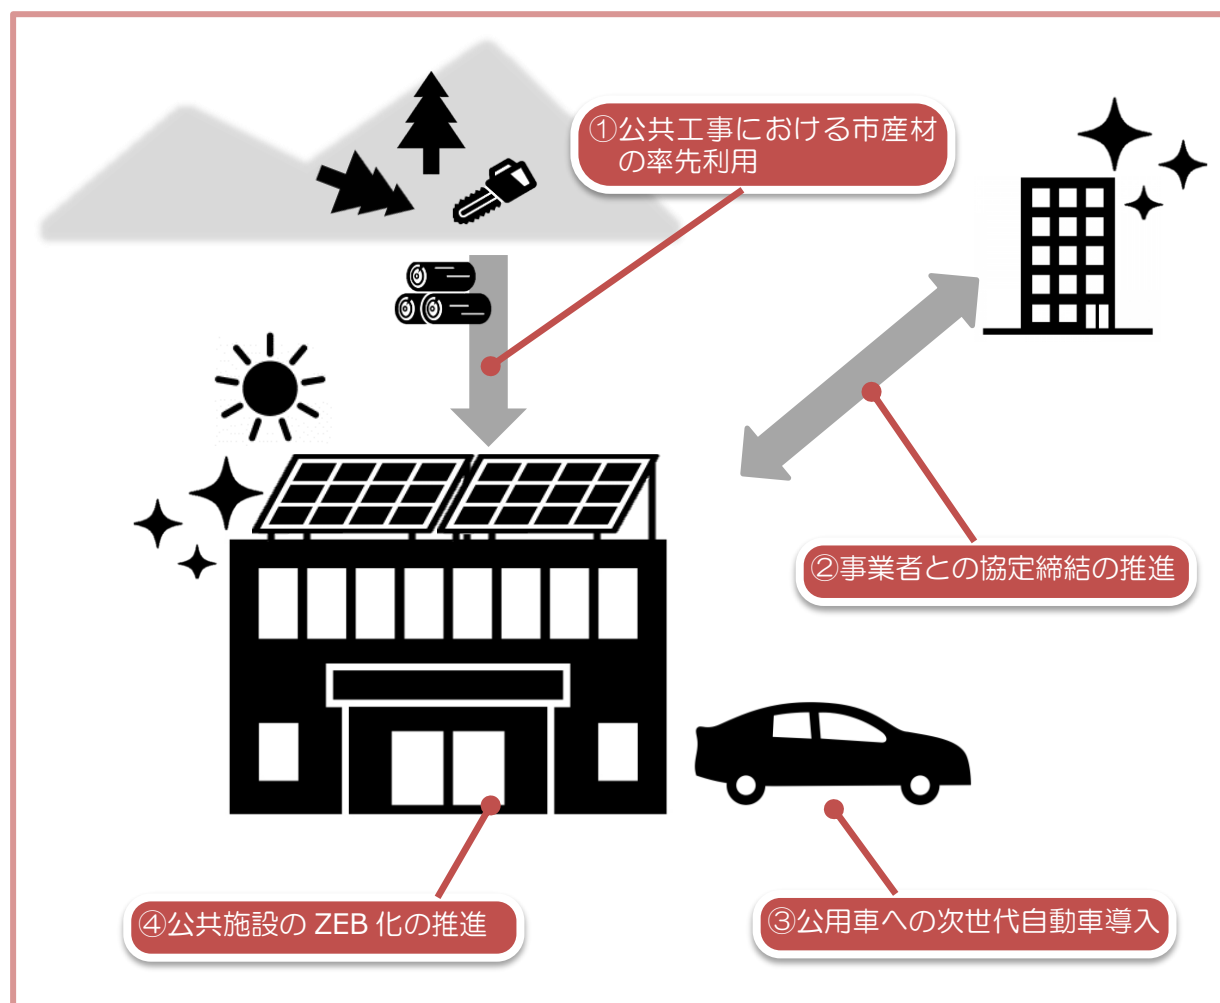 ①公共工事における市産材
の率先利用
②事業者との協定締結の推進
④公共施設の ZEB 化の推進
③公用車への次世代自動車導入